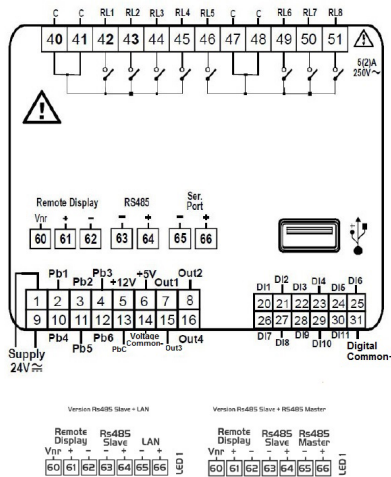 C C RL1 RL2 RL3 RL4 RL5 C C RL6 RL7 RL8
40 41 42 43 44 45 46 47 48 49 50 51
5(2)A
250V~
Remote Display RS485 Ser. Port
Vnr + - - + - +
60 61 62 63 64 65 66
Pb1 Pb2 Pb3 +12V +5V Out1 Out2
1 2 3 4 5 6 7 8
9 10 11 12 13 14 15 16
Pb4 Pb5 Pb6 PbC Voltage Common- Out3 Out4
Supply
24V
DI1 DI2 DI3 DI4 DI5 DI6
20 21 22 23 24 25
26 27 28 29 30 31
DI7 DI8 DI9 DI10 DI11 Digital Common-
Version Rs485 Slave + LAN
Remote Display Rs485 Slave LAN
Vnr + - - + - +
60 61 62 63 64 65 66 LED 1
Version Rs485 Slave + RS485 Master
Remote Display Rs485 Slave Rs485 Master
Vnr + - - + - +
60 61 62 63 64 65 66 LED 1